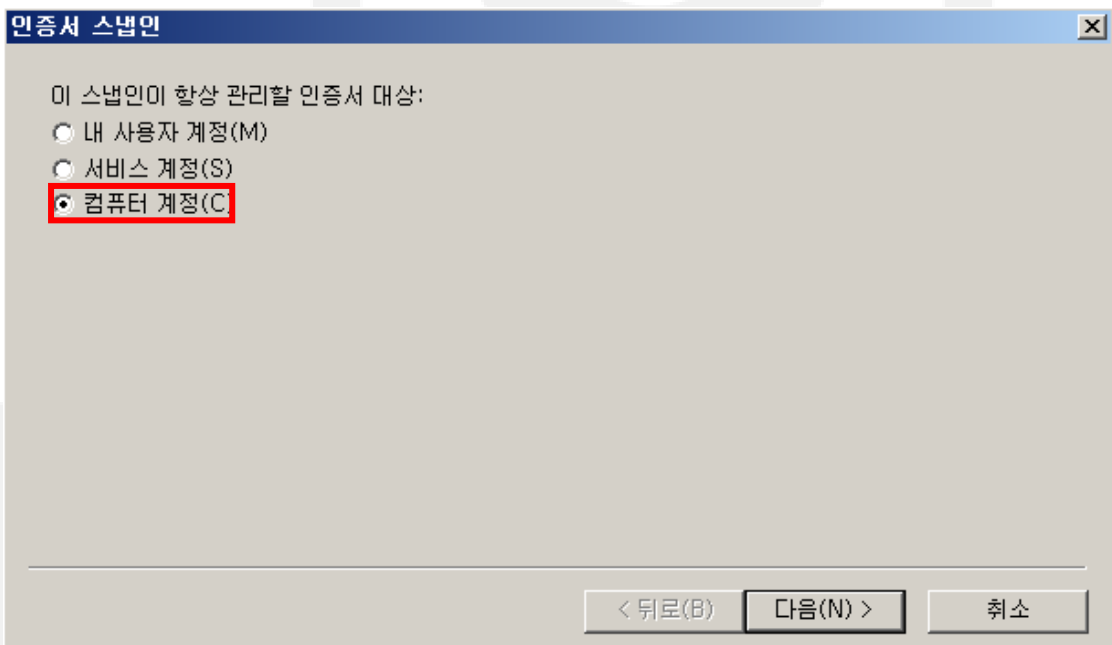 인증서 스냅인
이 스냅인이 항상 관리할 인증서 대상:
내 사용자 계정(M)
서비스 계정(S)
컴퓨터 계정(C)
< 뒤로(B) 다음(N) > 취소